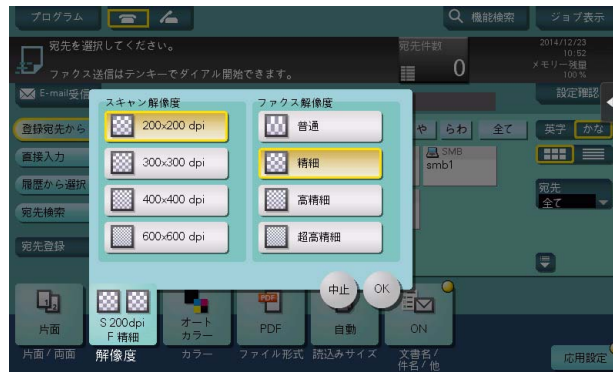 プログラム
機能検索
ジョブ表示
宛先を選択してください。
ファクス送信はテンキーでダイアル開始できます。
宛先件数
0
2014/12/23
10:52
メモリー残量
100 %
E-mail受信
設定確認
スキャン解像度
ファクス解像度
200×200 dpi
普通
300×300 dpi
精細
400×400 dpi
高精細
600×600 dpi
超高精細
中止
OK
登録宛先から
や
らわ
全て
英字
かな
直接入力
SMB
smb1
履歴から選択
宛先
全て
宛先検索
宛先登録
片面
S 200dpi
F 精細
オート
カラー
PDF
PDF
自動
ON
片面/両面
解像度
カラー
ファイル形式
読込みサイズ
文書名/
件名/他
応用設定